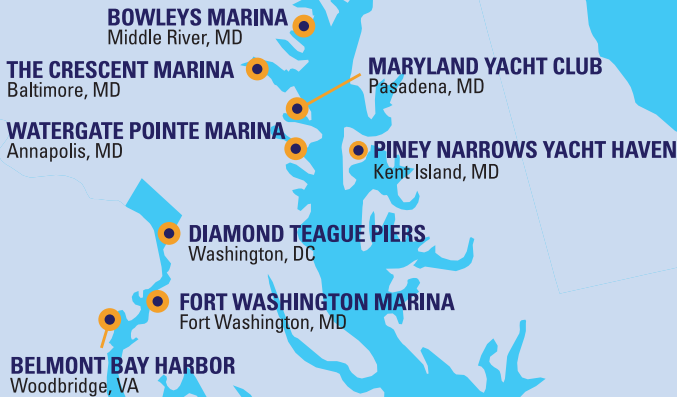 BOWLEYS MARINA
Middle River, MD
THE CRESCENT MARINA
Baltimore, MD
MARYLAND YACHT CLUB
Pasadena, MD
WATERGATE POINTE MARINA
Annapolis, MD
PINEY NARROWS YACHT HAVEN
Kent Island, MD
DIAMOND TEAGUE PIERS
Washington, DC
FORT WASHINGTON MARINA
Fort Washington, MD
BELMONT BAY HARBOR
Woodbridge, VA